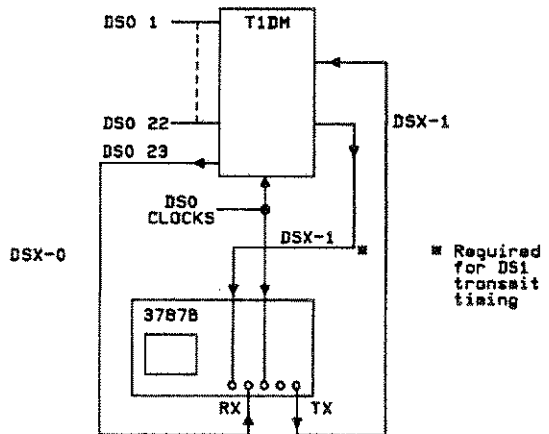 DS0 1
T1DM
DS0 22
DS0 23
DSX-1
DS0
CLOCKS
DSX-0
DSX-1
*
* Required
for DS1
transmit
timing
3787B
RX
TX